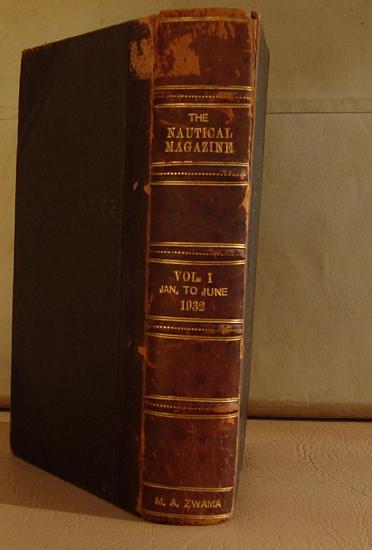 THE
NAUTICAL
MAGAZINE
VOL. I
JAN. TO JUNE
1932
M. A. ZWAMA